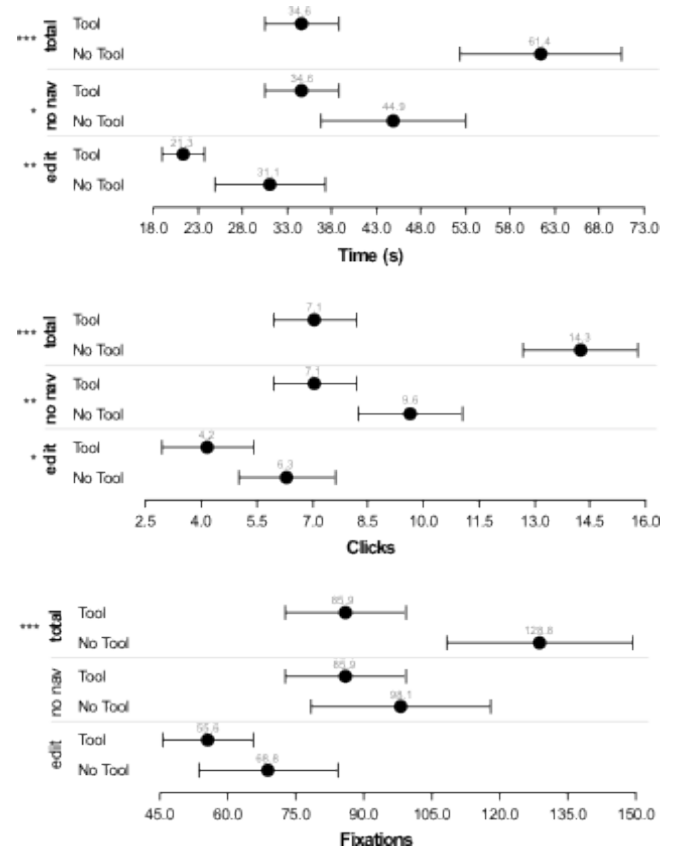 34.6
Tool
*** total
61.4
No Tool
34.6
Tool
* no nav
44.9
No Tool
21.3
Tool
** edit
31.1
No Tool
18.0 23.0 28.0 33.0 38.0 43.0 48.0 53.0 58.0 63.0 68.0 73.0
Time (s)
7.1
Tool
*** total
14.3
No Tool
7.1
Tool
** no nav
9.6
No Tool
4.2
Tool
* edit
6.3
No Tool
2.5 4.0 5.5 7.0 8.5 10.0 11.5 13.0 14.5 16.0
Clicks
85.9
Tool
*** total
128.8
No Tool
85.9
Tool
no nav
98.1
No Tool
55.6
Tool
edit
68.8
No Tool
45.0 60.0 75.0 90.0 105.0 120.0 135.0 150.0
Fixations